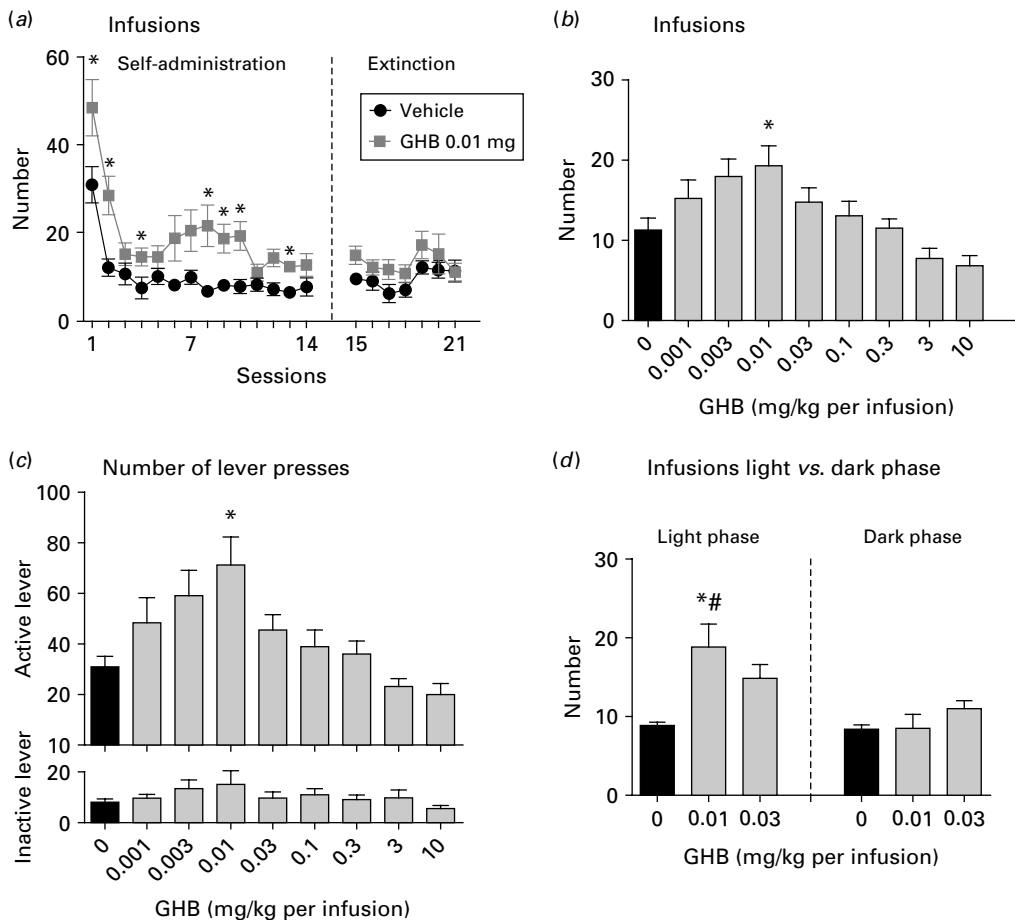 (a) Infusions
60
40
20
0
Number
Self-administration
Extinction
Vehicle
GHB 0.01 mg
* * * * * * *
1 7 14 15 21
Sessions
(b) Infusions
30
20
10
0
Number
*
0 0.001 0.003 0.01 0.03 0.1 0.3 3 10
GHB (mg/kg per infusion)
(c) Number of lever presses
100
80
60
40
20
10
Active lever
*
20
0
Inactive lever
0 0.001 0.003 0.01 0.03 0.1 0.3 3 10
GHB (mg/kg per infusion)
(d) Infusions light vs. dark phase
Light phase
Dark phase
30
20
10
0
Number
*#
0 0.01 0.03 0 0.01 0.03
GHB (mg/kg per infusion)